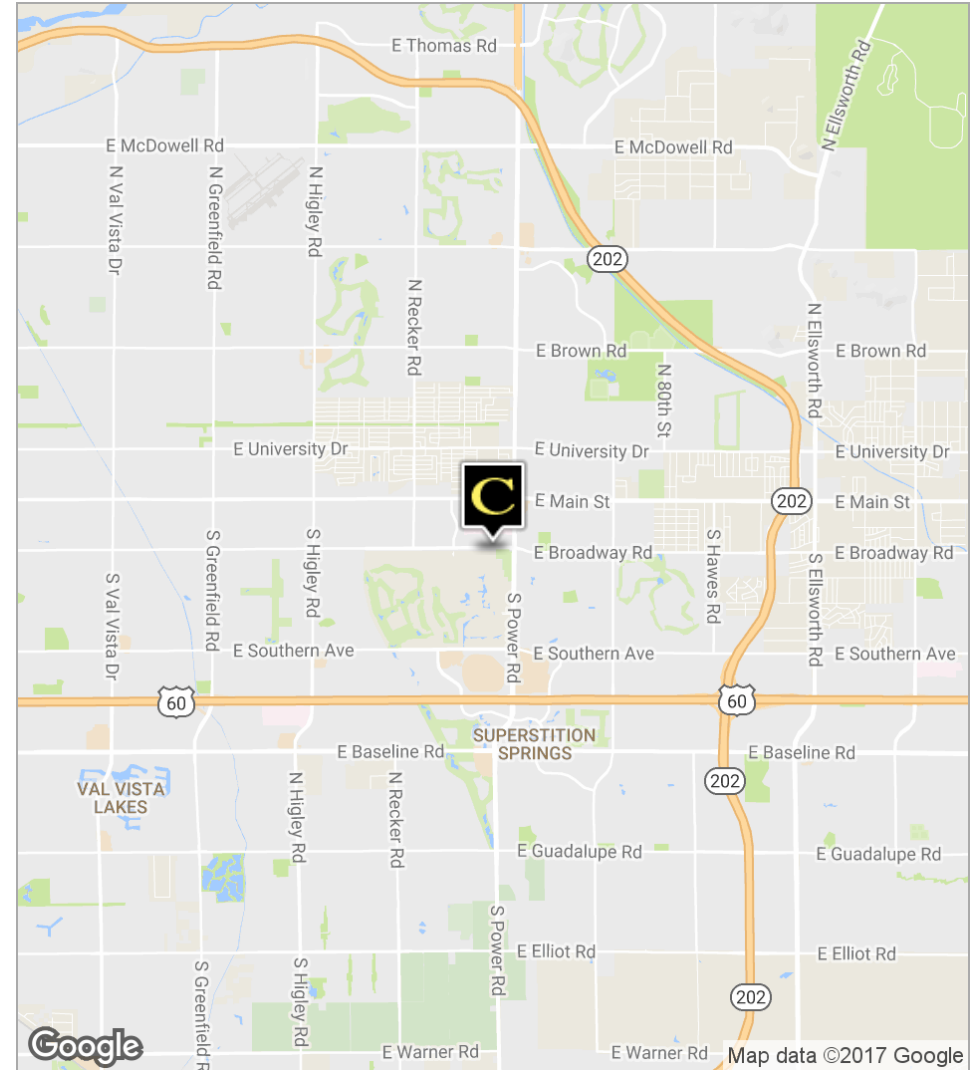 E Thomas Rd
N Ellsworth Rd
E McDowell Rd
E McDowell Rd
N Val Vista Dr
N Greenfield Rd
N Higley Rd
202
N Recker Rd
N Ellsworth Rd
E Brown Rd
E Brown Rd
N 80th St
E University Dr
E University Dr
E University Dr
C
E Main St
202
E Main St
E Broadway Rd
E Broadway Rd
S Val Vista Dr
S Greenfield Rd
S Higley Rd
S Power Rd
S Hawes Rd
S Ellsworth Rd
E Southern Ave
E Southern Ave
E Southern Ave
60
60
SUPERSTITION
SPRINGS
E Baseline Rd
E Baseline Rd
202
VAL VISTA
LAKES
N Higley Rd
N Recker Rd
E Guadalupe Rd
E Guadalupe Rd
S Power Rd
E Elliot Rd
E Elliot Rd
S Greenfield R
S Higley Rd
202
Google
E Warner Rd
E Warner Rd
Map data ©2017 Google